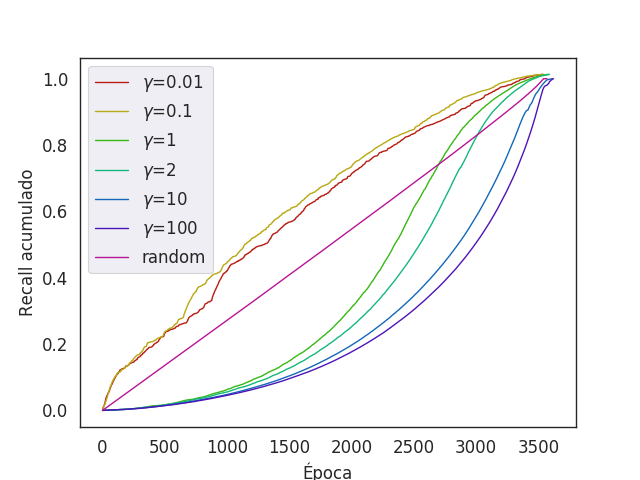 γ=0.01
γ=0.1
γ=1
γ=2
γ=10
γ=100
random
1.0
0.8
0.6
0.4
0.2
0.0
Recall acumulado
0 500 1000 1500 2000 2500 3000 3500
Época